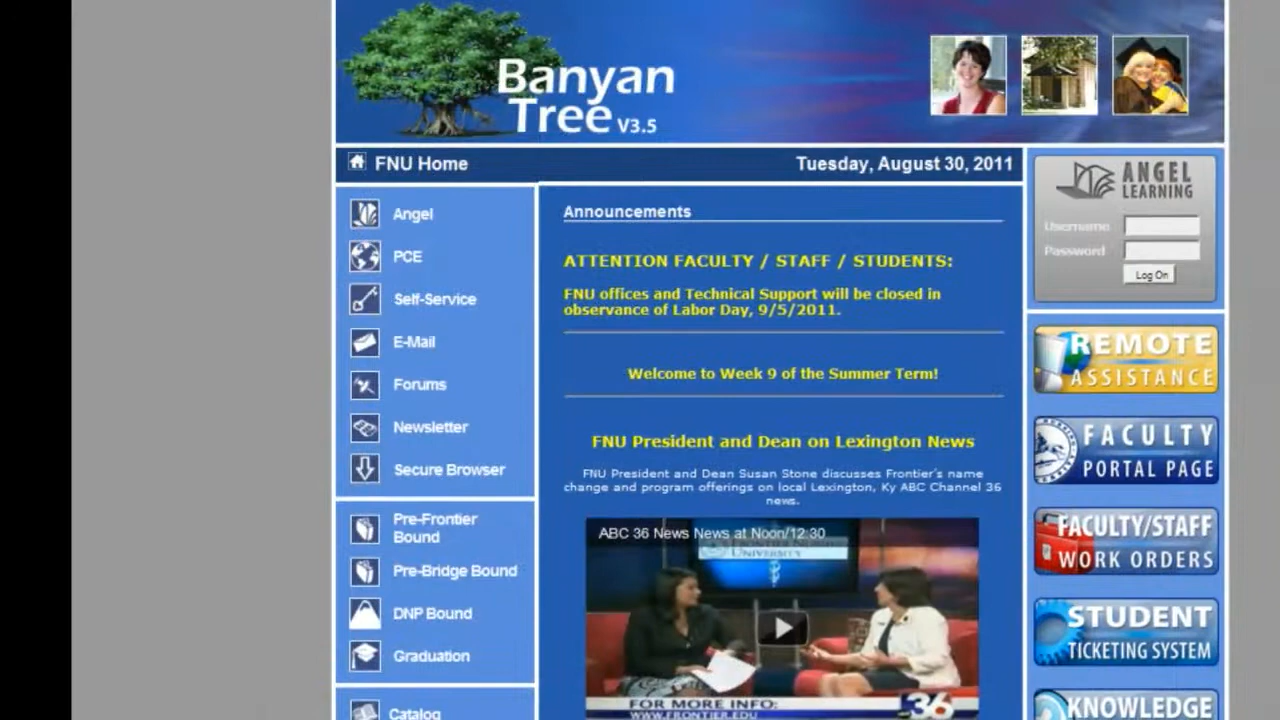 Banyan
Tree V3.5
FNU Home
Tuesday, August 30, 2011
Angel
PCE
Self-Service
E-Mail
Forums
Newsletter
Secure Browser
Pre-Frontier
Bound
Pre-Bridge Bound
DNP Bound
Graduation
Catalog
Announcements
ATTENTION FACULTY / STAFF / STUDENTS:
FNU offices and Technical Support will be closed in
observance of Labor Day, 9/5/2011.
Welcome to Week 9 of the Summer Term!
FNU President and Dean on Lexington News
FNU President and Dean Susan Stone discusses Frontier's name
change and program offerings on local Lexington, Ky ABC Channel 36
news.
ABC 36 News News at Noon/12:30
UNIVERSITY
FOR MORE INFO:
WWW.FRONTIER.EDU
36
ANGEL
LEARNING
Username
Password
Log On
REMOTE
ASSISTANCE
FACULTY
PORTAL PAGE
FACULTY/STAFF
WORK ORDERS
STUDENT
TICKETING SYSTEM
KNOWLEDGE